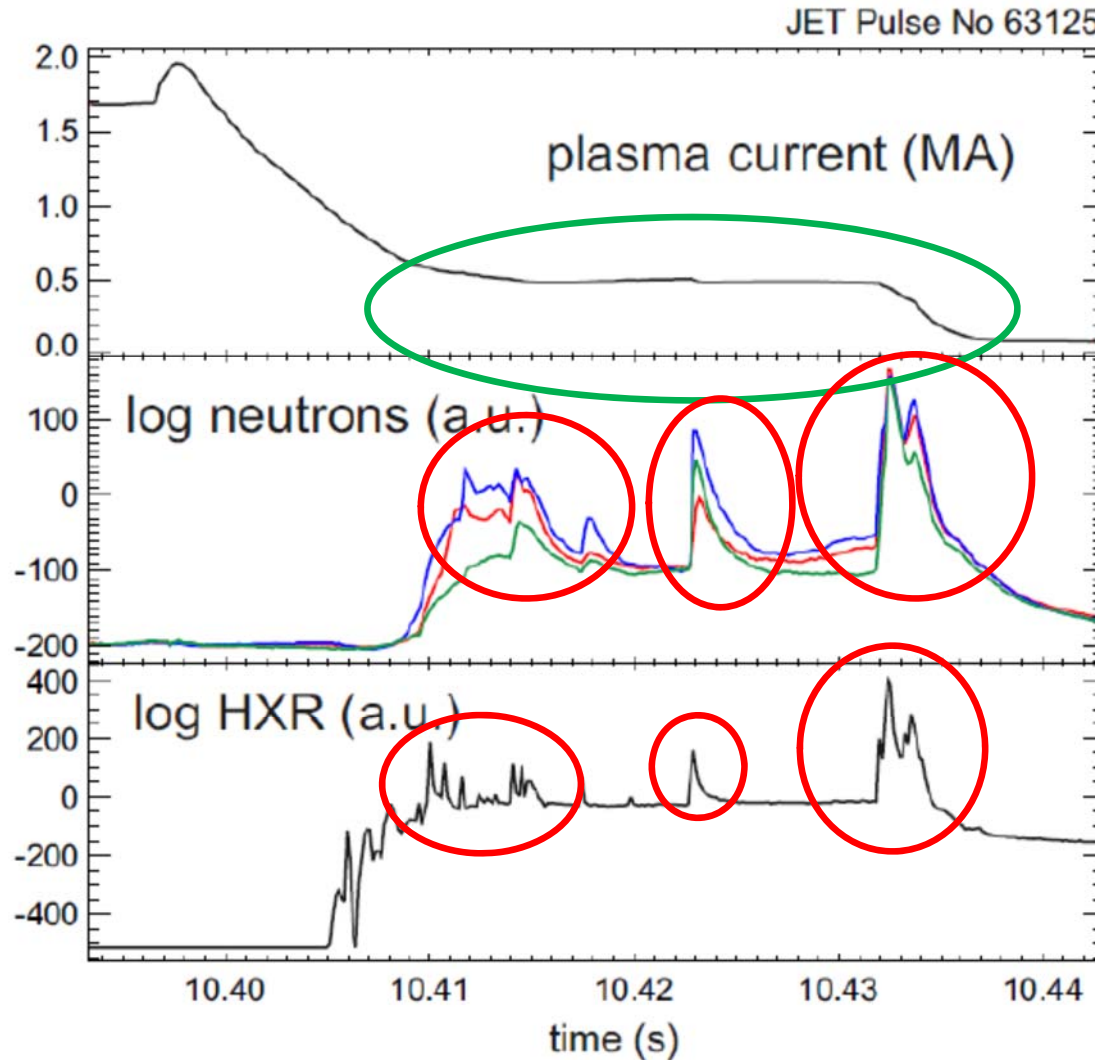 JET Pulse No 63125
2.0
1.5
1.0
0.5
0.0
plasma current (MA)
100
0
-100
-200
log neutrons (a.u.)
400
200
0
-200
-400
log HXR (a.u.)
10.40 10.41 10.42 10.43 10.44
time (s)